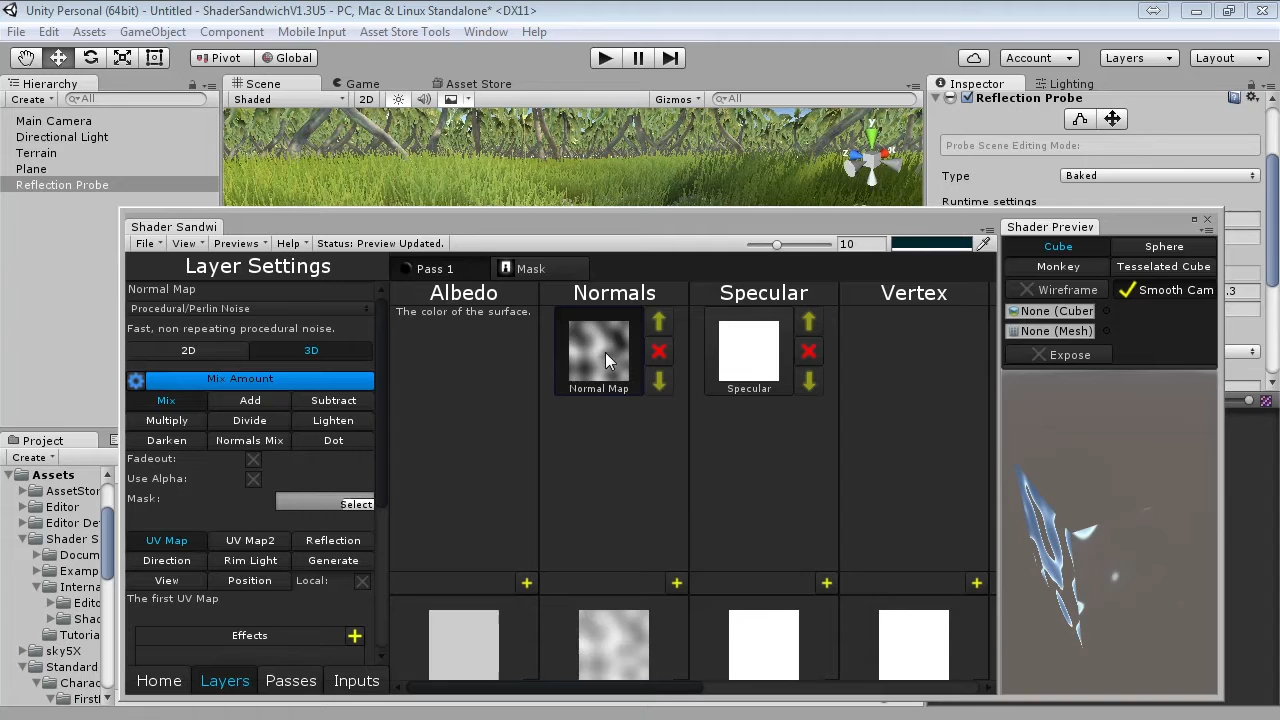 Unity Personal (64bit) - Untitled - ShaderSandwichV1.3U5 - PC, Mac & Linux Standalone* <DX11>
File Edit Assets GameObject Component Mobile Input Asset Store Tools Window Help
Pivot Global Account Layers Layout
Hierarchy Scene Game Asset Store Inspector Lighting
Create All Shaded 2D Gizmos All Reflection Probe
Main Camera
Directional Light
Terrain
Plane
Reflection Probe
Probe Scene Editing Mode:
Type Baked
Runtime settings
.3
Shader Sandwi
File View Previews Help Status: Preview Updated. 10
Layer Settings
Normal Map
Procedural/Perlin Noise
Fast, non repeating procedural noise.
2D 3D
Mix Amount
Mix Add Subtract
Multiply Divide Lighten
Darken Normals Mix Dot
Fadeout:
Use Alpha:
Mask: Select
UV Map UV Map2 Reflection
Direction Rim Light Generate
View Position Local:
The first UV Map
Effects
Home Layers Passes Inputs
Pass 1 Mask
Albedo Normals Specular Vertex
The color of the surface.
Normal Map Specular
Shader Preview
Cube Sphere
Monkey Tesselated Cube
Wireframe Smooth Cam
None (Cuber
None (Mesh)
Expose
Project
Create
Assets
AssetStor
Editor
Editor De
Shader S
Docum
Examp
Interna
Edito
Shac
Tutoria
sky5X
Standard
Charac
FirstI